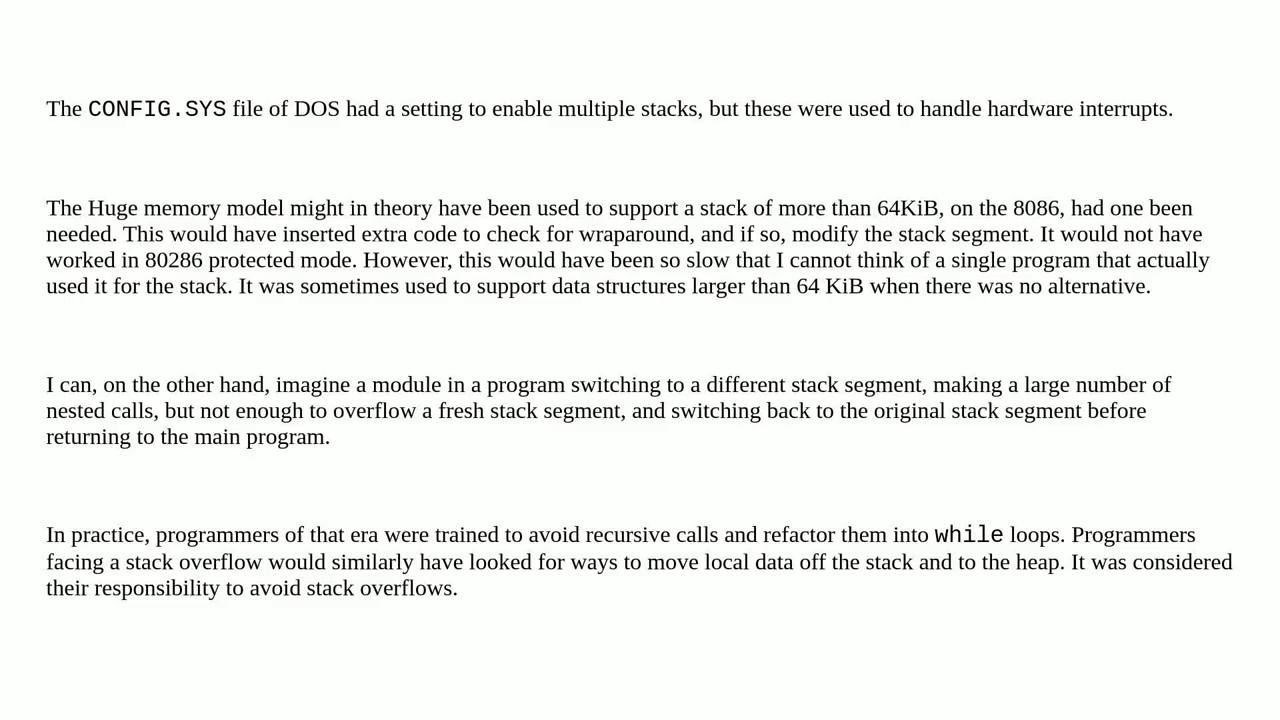 The CONFIG.SYS file of DOS had a setting to enable multiple stacks, but these were used to handle hardware interrupts.
The Huge memory model might in theory have been used to support a stack of more than 64KiB, on the 8086, had one been
needed. This would have inserted extra code to check for wraparound, and if so, modify the stack segment. It would not have
worked in 80286 protected mode. However, this would have been so slow that I cannot think of a single program that actually
used it for the stack. It was sometimes used to support data structures larger than 64 KiB when there was no alternative.
I can, on the other hand, imagine a module in a program switching to a different stack segment, making a large number of
nested calls, but not enough to overflow a fresh stack segment, and switching back to the original stack segment before
returning to the main program.
In practice, programmers of that era were trained to avoid recursive calls and refactor them into while loops. Programmers
facing a stack overflow would similarly have looked for ways to move local data off the stack and to the heap. It was considered
their responsibility to avoid stack overflows.